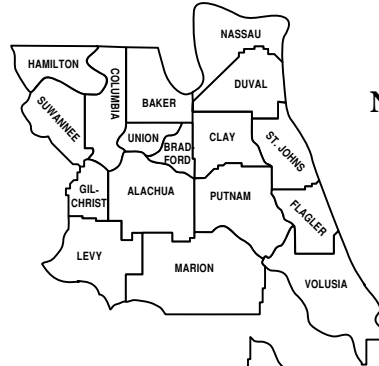 NASSAU
HAMILTON
COLUMBIA
DUVAL
BAKER
N
SUWANNEE
UNION
BRAD-
FORD
CLAY
ST. JOHNS
GIL-
CHRIST
ALACHUA
PUTNAM
FLAGLER
LEVY
MARION
VOLUSIA